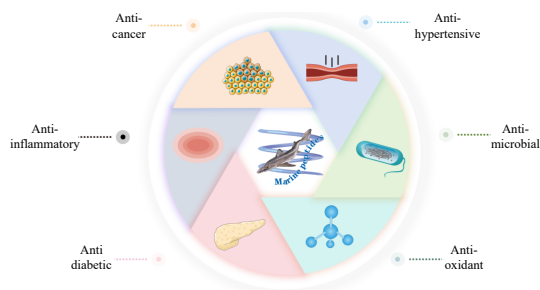 Anti-
cancer
Anti-
hypertensive
Anti-
inflammatory
Marine peptides
Anti-
microbial
Anti
diabetic
Anti-
oxidant